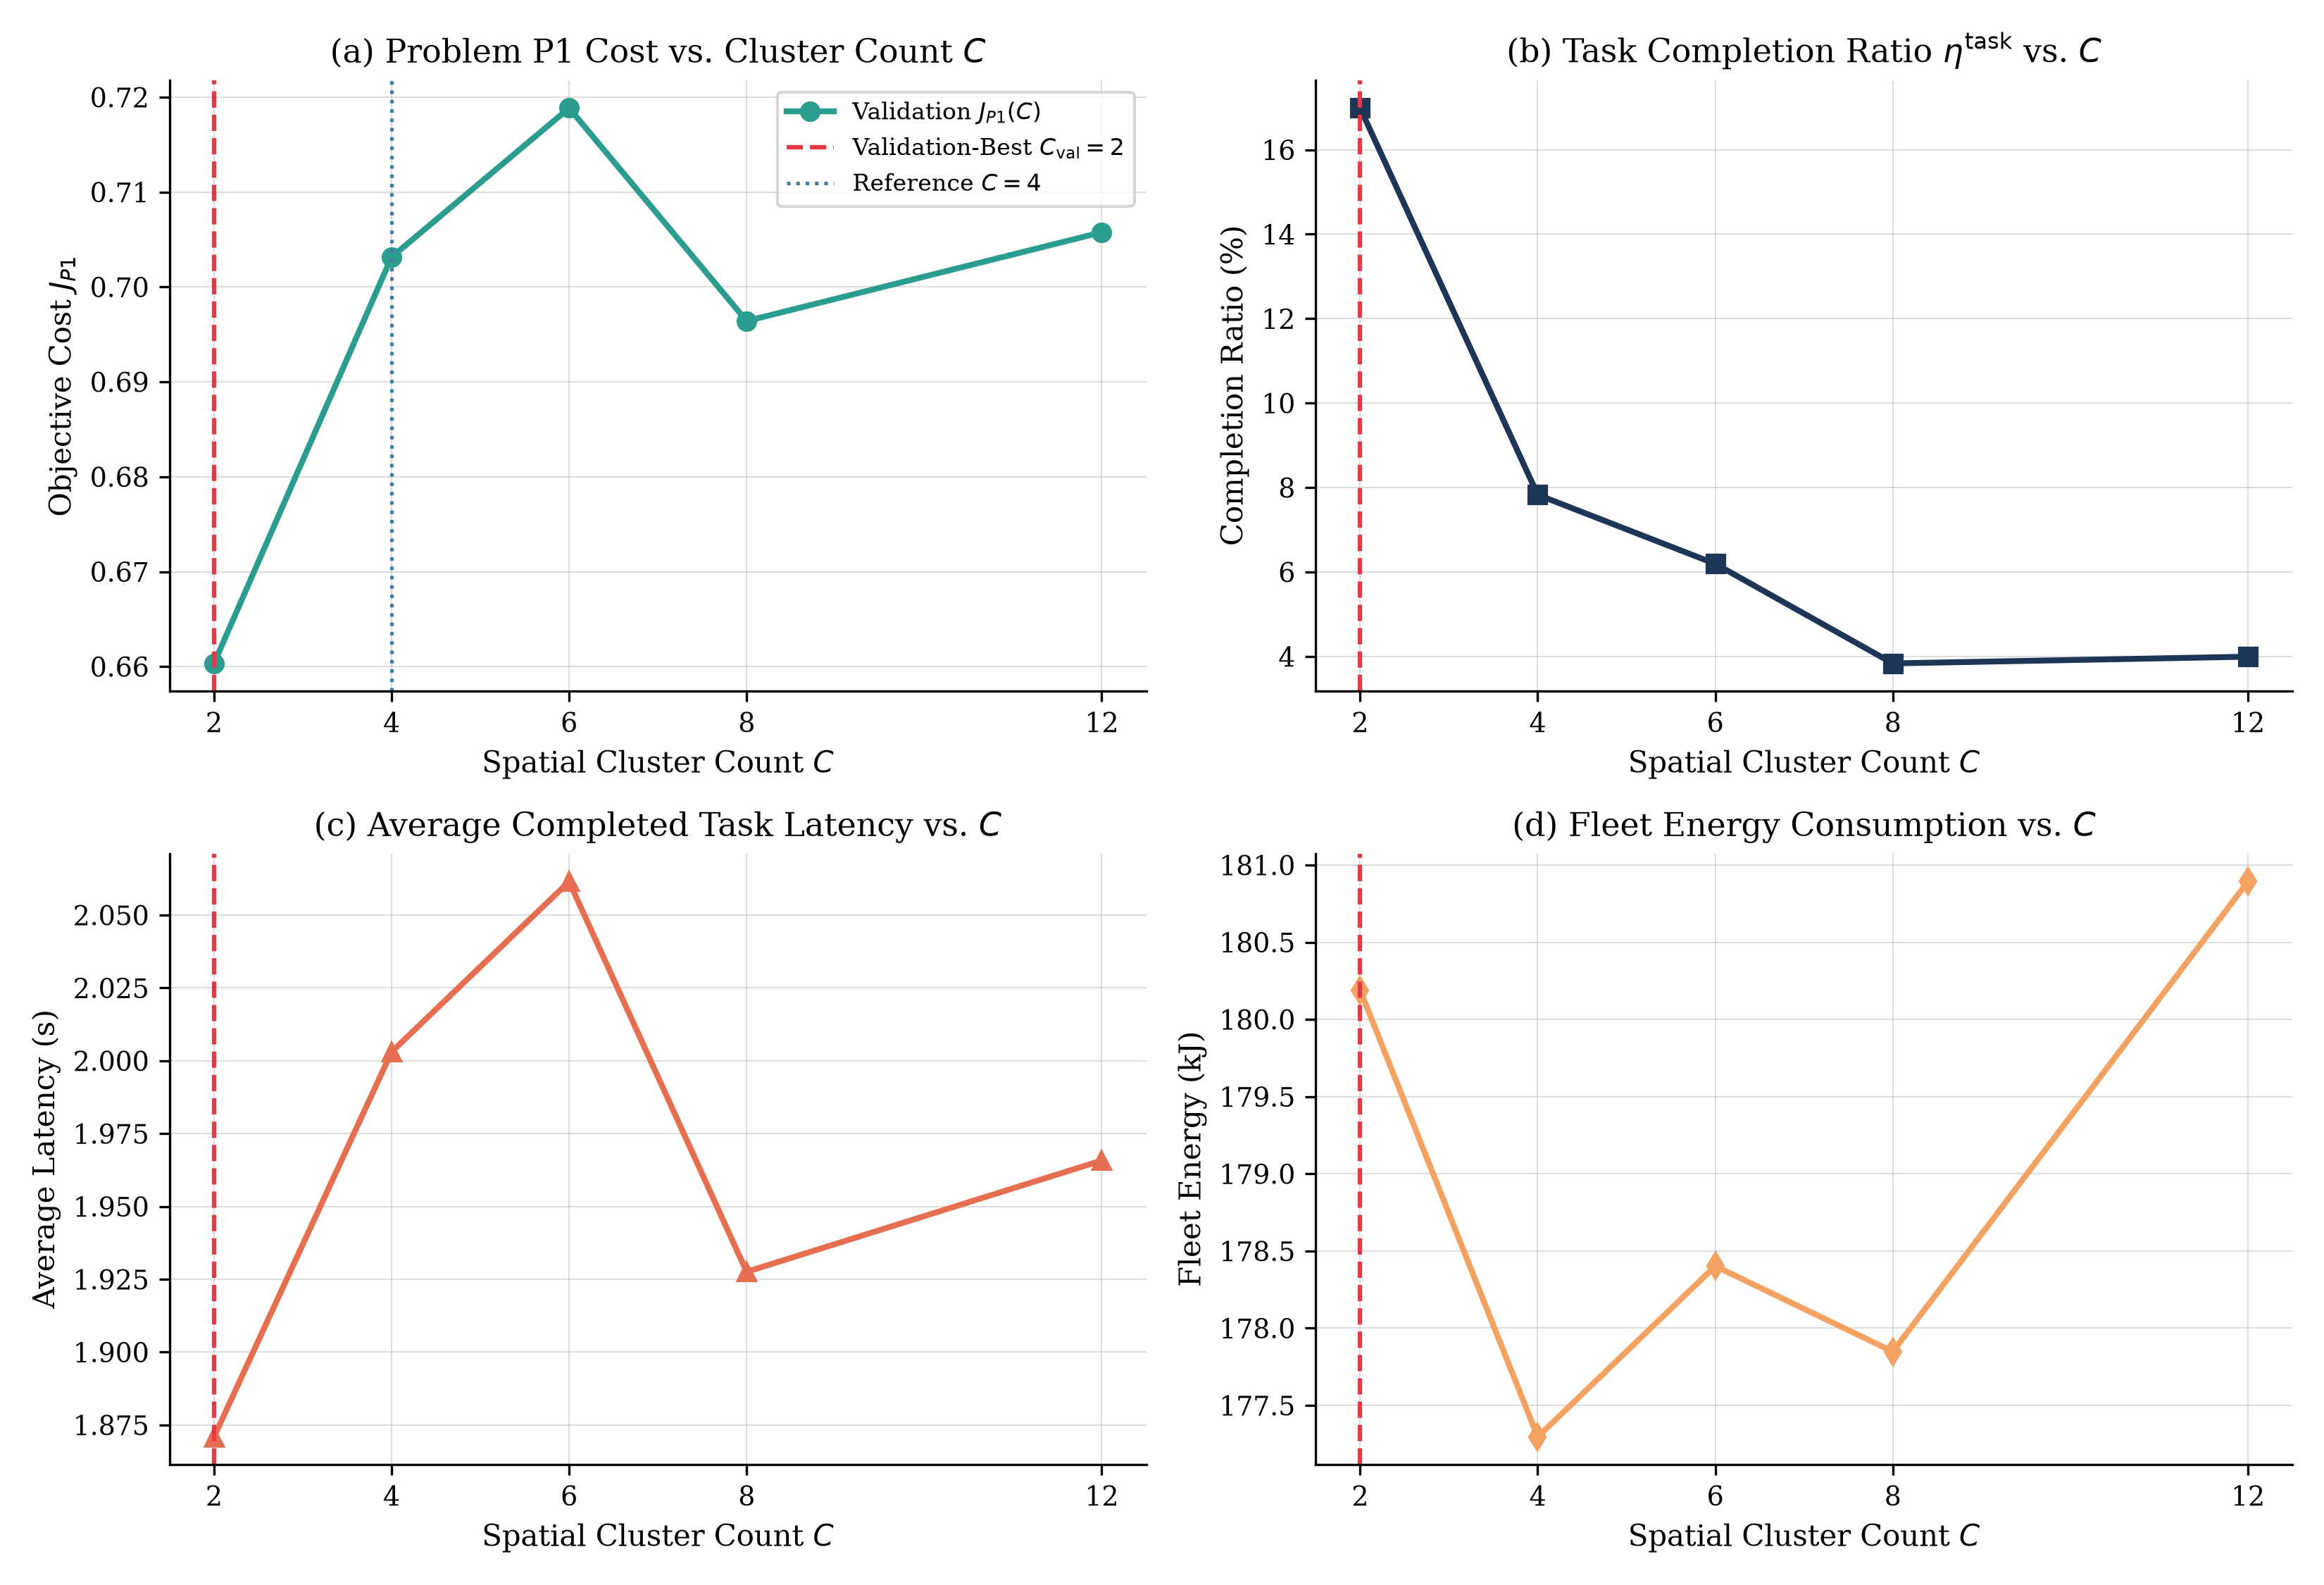 (a) Problem P1 Cost vs. Cluster Count C
0.72
0.71
0.70
0.69
0.68
0.67
0.66
Objective Cost J_{P1}
Validation J_{P1}(C)
Validation-Best C_{val} = 2
Reference C = 4
2 4 6 8 12
Spatial Cluster Count C
(b) Task Completion Ratio η^{task} vs. C
16
14
12
10
8
6
4
Completion Ratio (%)
2 4 6 8 12
Spatial Cluster Count C
(c) Average Completed Task Latency vs. C
2.050
2.025
2.000
1.975
1.950
1.925
1.900
1.875
Average Latency (s)
2 4 6 8 12
Spatial Cluster Count C
(d) Fleet Energy Consumption vs. C
181.0
180.5
180.0
179.5
179.0
178.5
178.0
177.5
Fleet Energy (kJ)
2 4 6 8 12
Spatial Cluster Count C